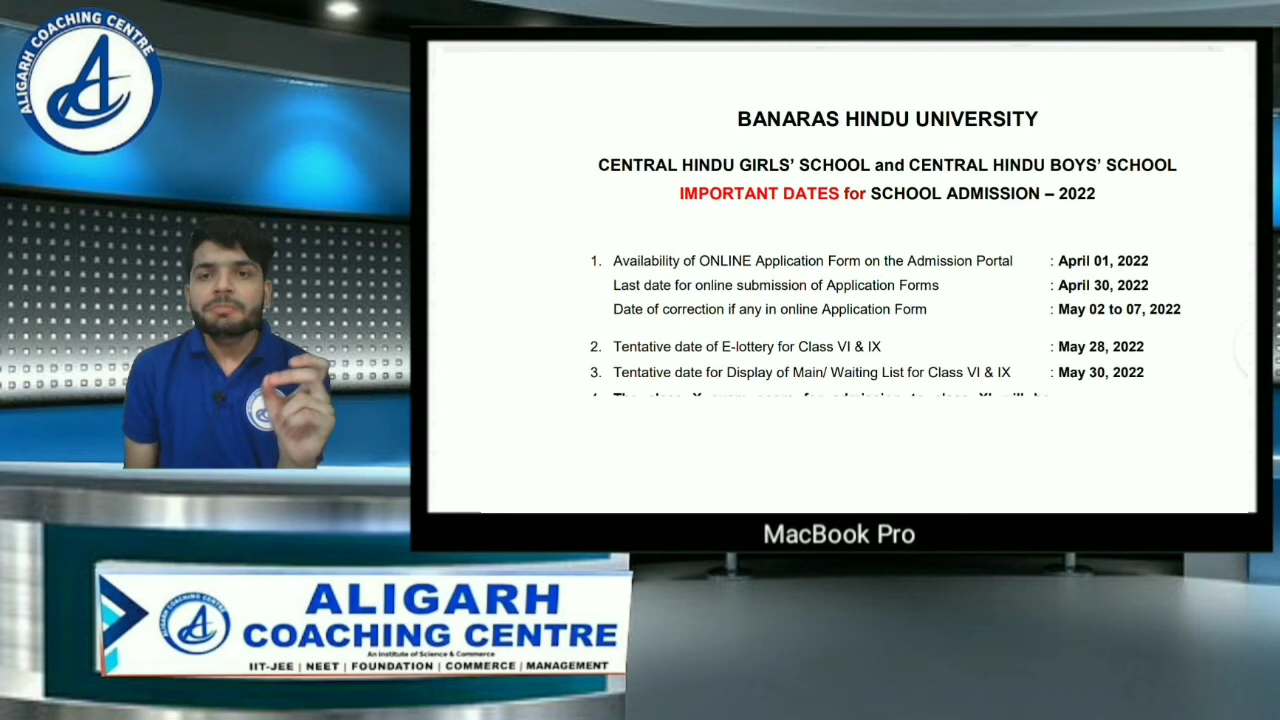 ALIGARH COACHING CENTRE
BANARAS HINDU UNIVERSITY
CENTRAL HINDU GIRLS’ SCHOOL and CENTRAL HINDU BOYS’ SCHOOL
IMPORTANT DATES for SCHOOL ADMISSION – 2022
1. Availability of ONLINE Application Form on the Admission Portal : April 01, 2022
Last date for online submission of Application Forms : April 30, 2022
Date of correction if any in online Application Form : May 02 to 07, 2022
2. Tentative date of E-lottery for Class VI & IX : May 28, 2022
3. Tentative date for Display of Main/ Waiting List for Class VI & IX : May 30, 2022
MacBook Pro
ALIGARH COACHING CENTRE
ALIGARH
COACHING CENTRE
An Institute of Science & Commerce
IIT-JEE | NEET | FOUNDATION | COMMERCE | MANAGEMENT